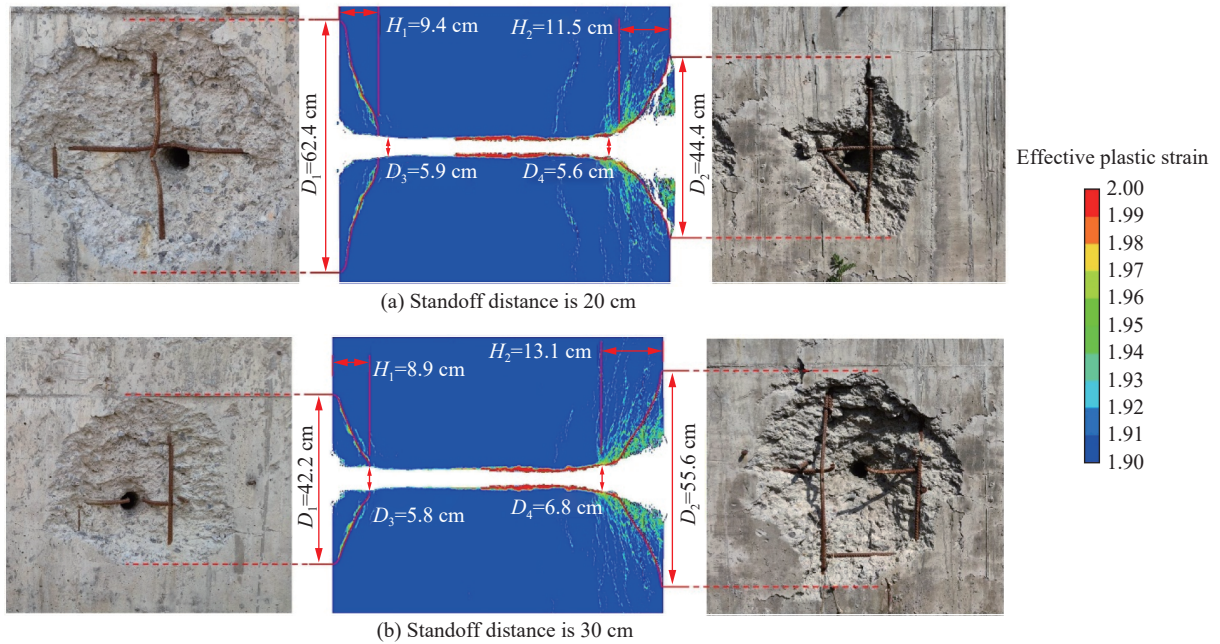 H₁=9.4 cm
H₂=11.5 cm
D₁=62.4 cm
D₃=5.9 cm
D₄=5.6 cm
D₂=44.4 cm
(a) Standoff distance is 20 cm
H₁=8.9 cm
H₂=13.1 cm
D₁=42.2 cm
D₃=5.8 cm
D₄=6.8 cm
D₂=55.6 cm
(b) Standoff distance is 30 cm
Effective plastic strain
2.00
1.99
1.98
1.97
1.96
1.95
1.94
1.93
1.92
1.91
1.90